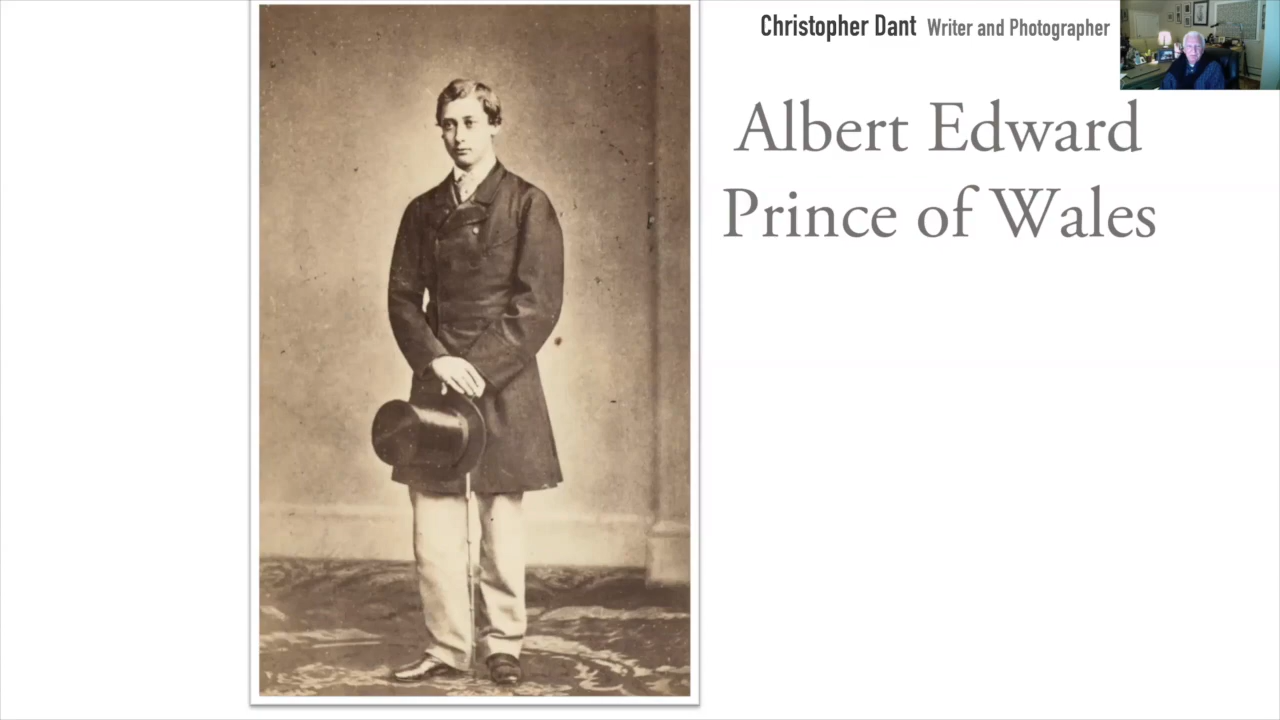 Christopher Dant Writer and Photographer
Albert Edward
Prince of Wales